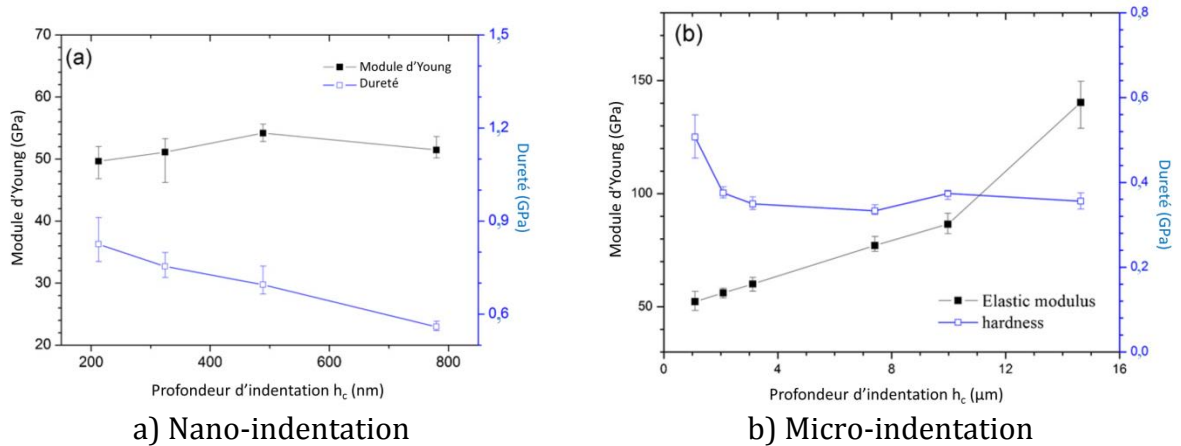 (a)
Module d'Young
Dureté
Module d'Young (GPa)
70
60
50
40
30
20
1,5
1,2
0,9
0,6
Dureté (GPa)
200
400
600
800
Profondeur d'indentation hc (nm)
a) Nano-indentation
(b)
Elastic modulus
hardness
Module d'Young (GPa)
150
100
50
0,8
0,6
0,4
0,2
0,0
Dureté (GPa)
0
4
8
12
16
Profondeur d'indentation hc (μm)
b) Micro-indentation